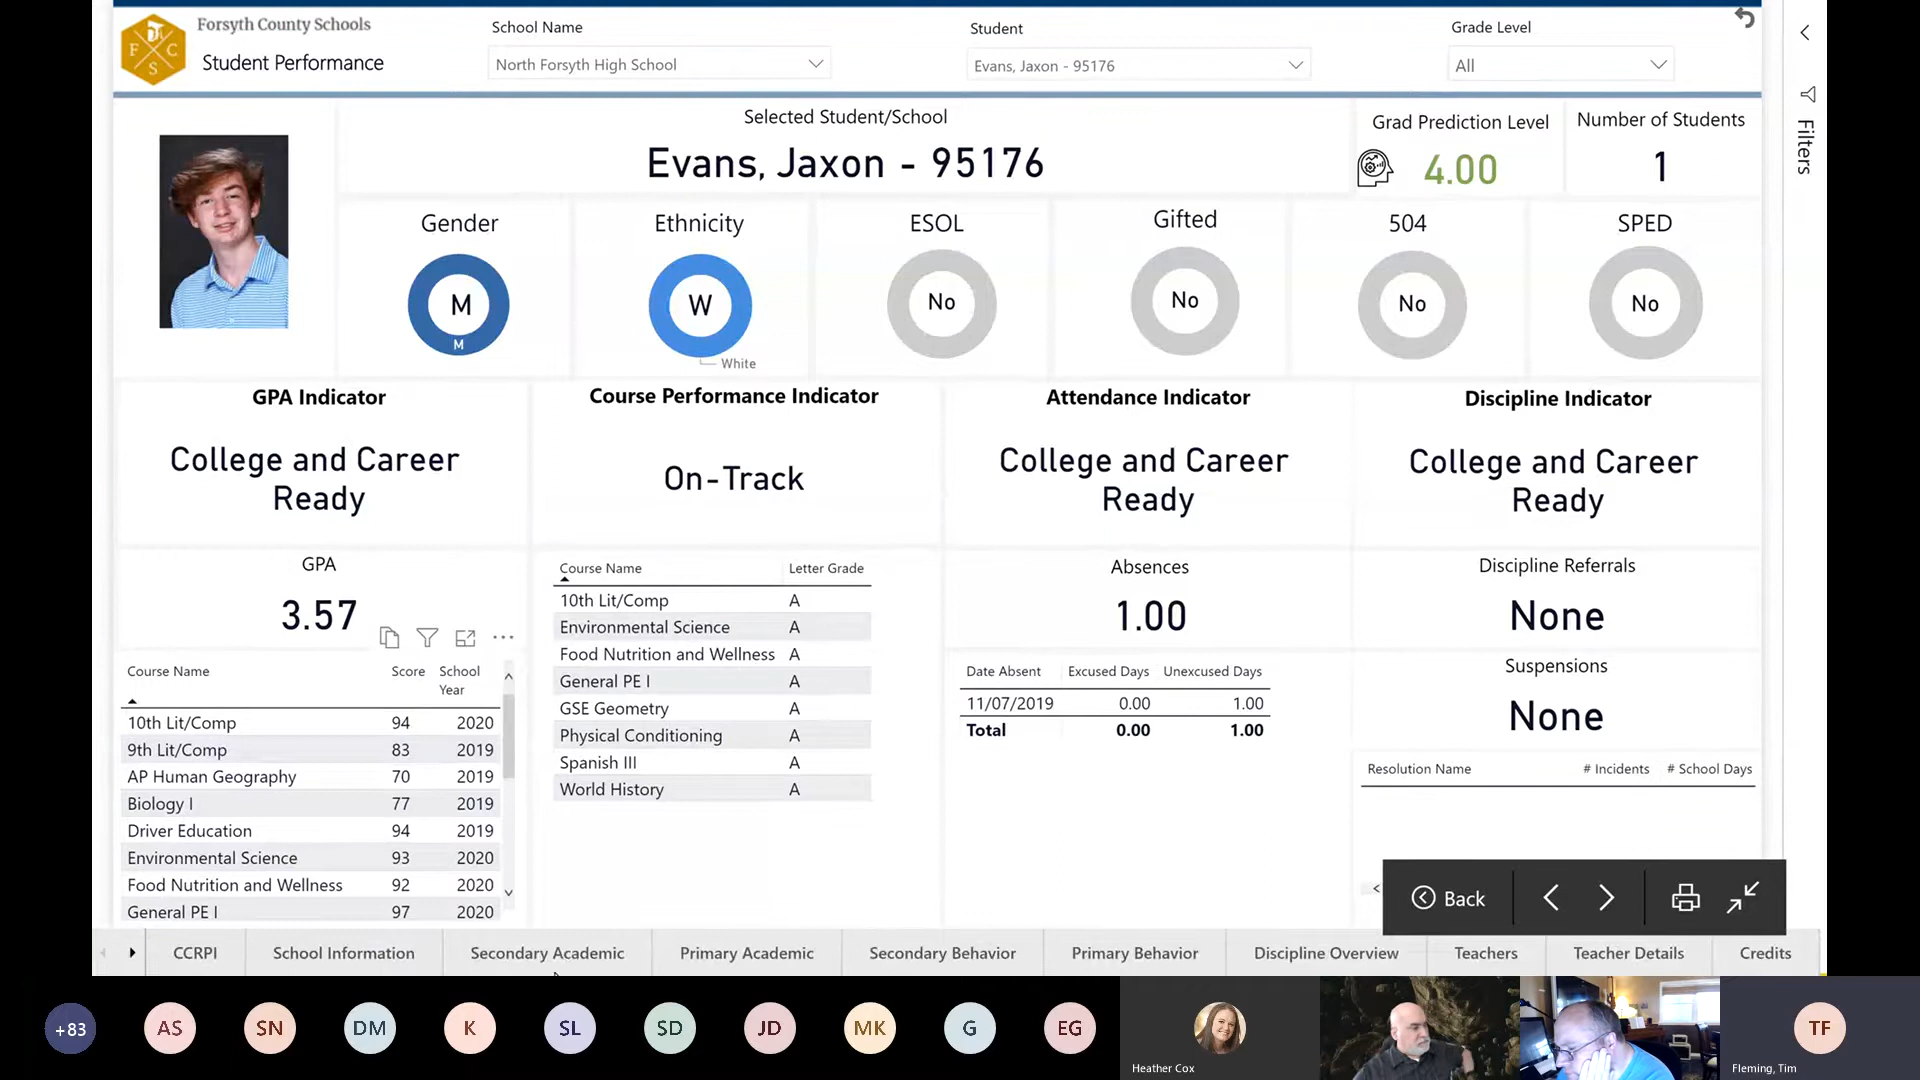 Forsyth County Schools
Student Performance
F C S
School Name
North Forsyth High School
Student
Evans, Jaxon - 95176
Grade Level
All
Filters
Selected Student/School
Evans, Jaxon - 95176
Grad Prediction Level
4.00
Number of Students
1
Gender
M
M
Ethnicity
W
White
ESOL
No
Gifted
No
504
No
SPED
No
GPA Indicator
College and Career
Ready
Course Performance Indicator
On-Track
Attendance Indicator
College and Career
Ready
Discipline Indicator
College and Career
Ready
GPA
3.57
Course Name Score School
Year
10th Lit/Comp 94 2020
9th Lit/Comp 83 2019
AP Human Geography 70 2019
Biology I 77 2019
Driver Education 94 2019
Environmental Science 93 2020
Food Nutrition and Wellness 92 2020
General PE I 97 2020
Course Name Letter Grade
10th Lit/Comp A
Environmental Science A
Food Nutrition and Wellness A
General PE I A
GSE Geometry A
Physical Conditioning A
Spanish III A
World History A
Absences
1.00
Date Absent Excused Days Unexcused Days
11/07/2019 0.00 1.00
Total 0.00 1.00
Discipline Referrals
None
Suspensions
None
Resolution Name # Incidents # School Days
Back
CCRPI School Information Secondary Academic Primary Academic Secondary Behavior Primary Behavior Discipline Overview Teachers Teacher Details Credits
+83 AS SN DM K SL SD JD MK G EG TF
Heather Cox
Fleming, Tim